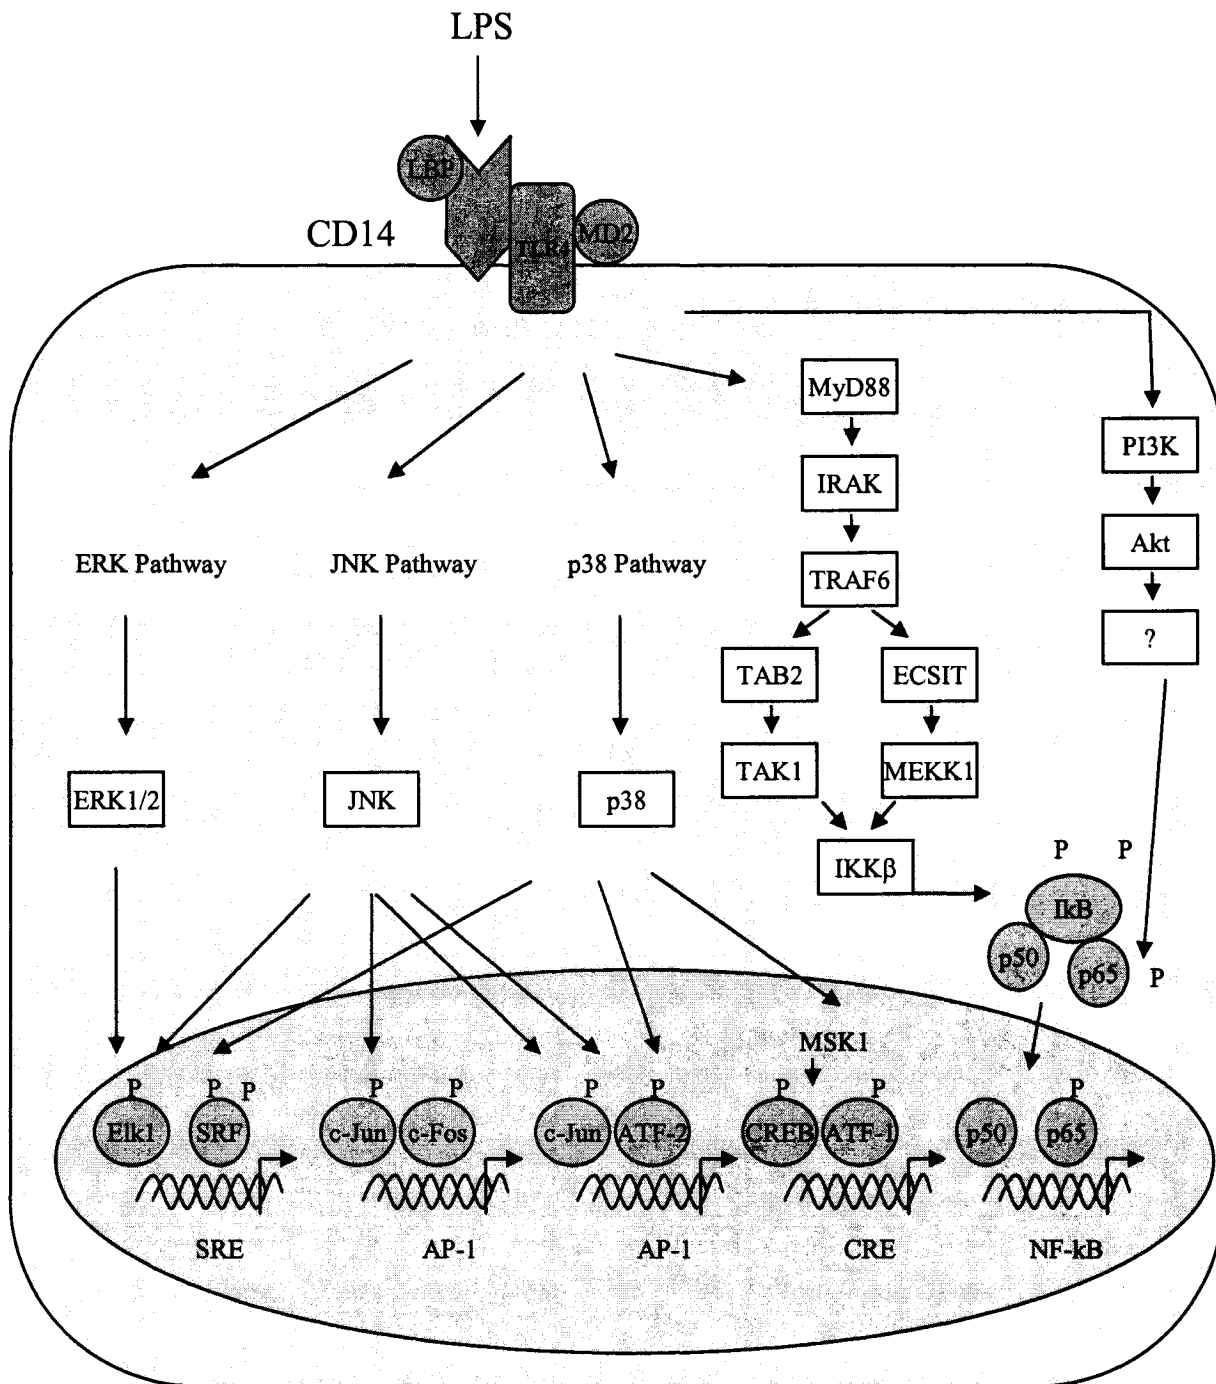 LPS
LBP
CD14
TLR4
MD2
MyD88
PI3K
IRAK
Akt
ERK Pathway
JNK Pathway
p38 Pathway
TRAF6
?
TAB2
ECSIT
TAK1
MEKK1
ERK1/2
JNK
p38
IKKβ
P P
IkB
p50
p65
P
MSK1
P P P P P P P P P P
Elk1
SRF
c-Jun
c-Fos
c-Jun
ATF-2
CREB
ATF-1
p50
p65
SRE
AP-1
AP-1
CRE
NF-kB